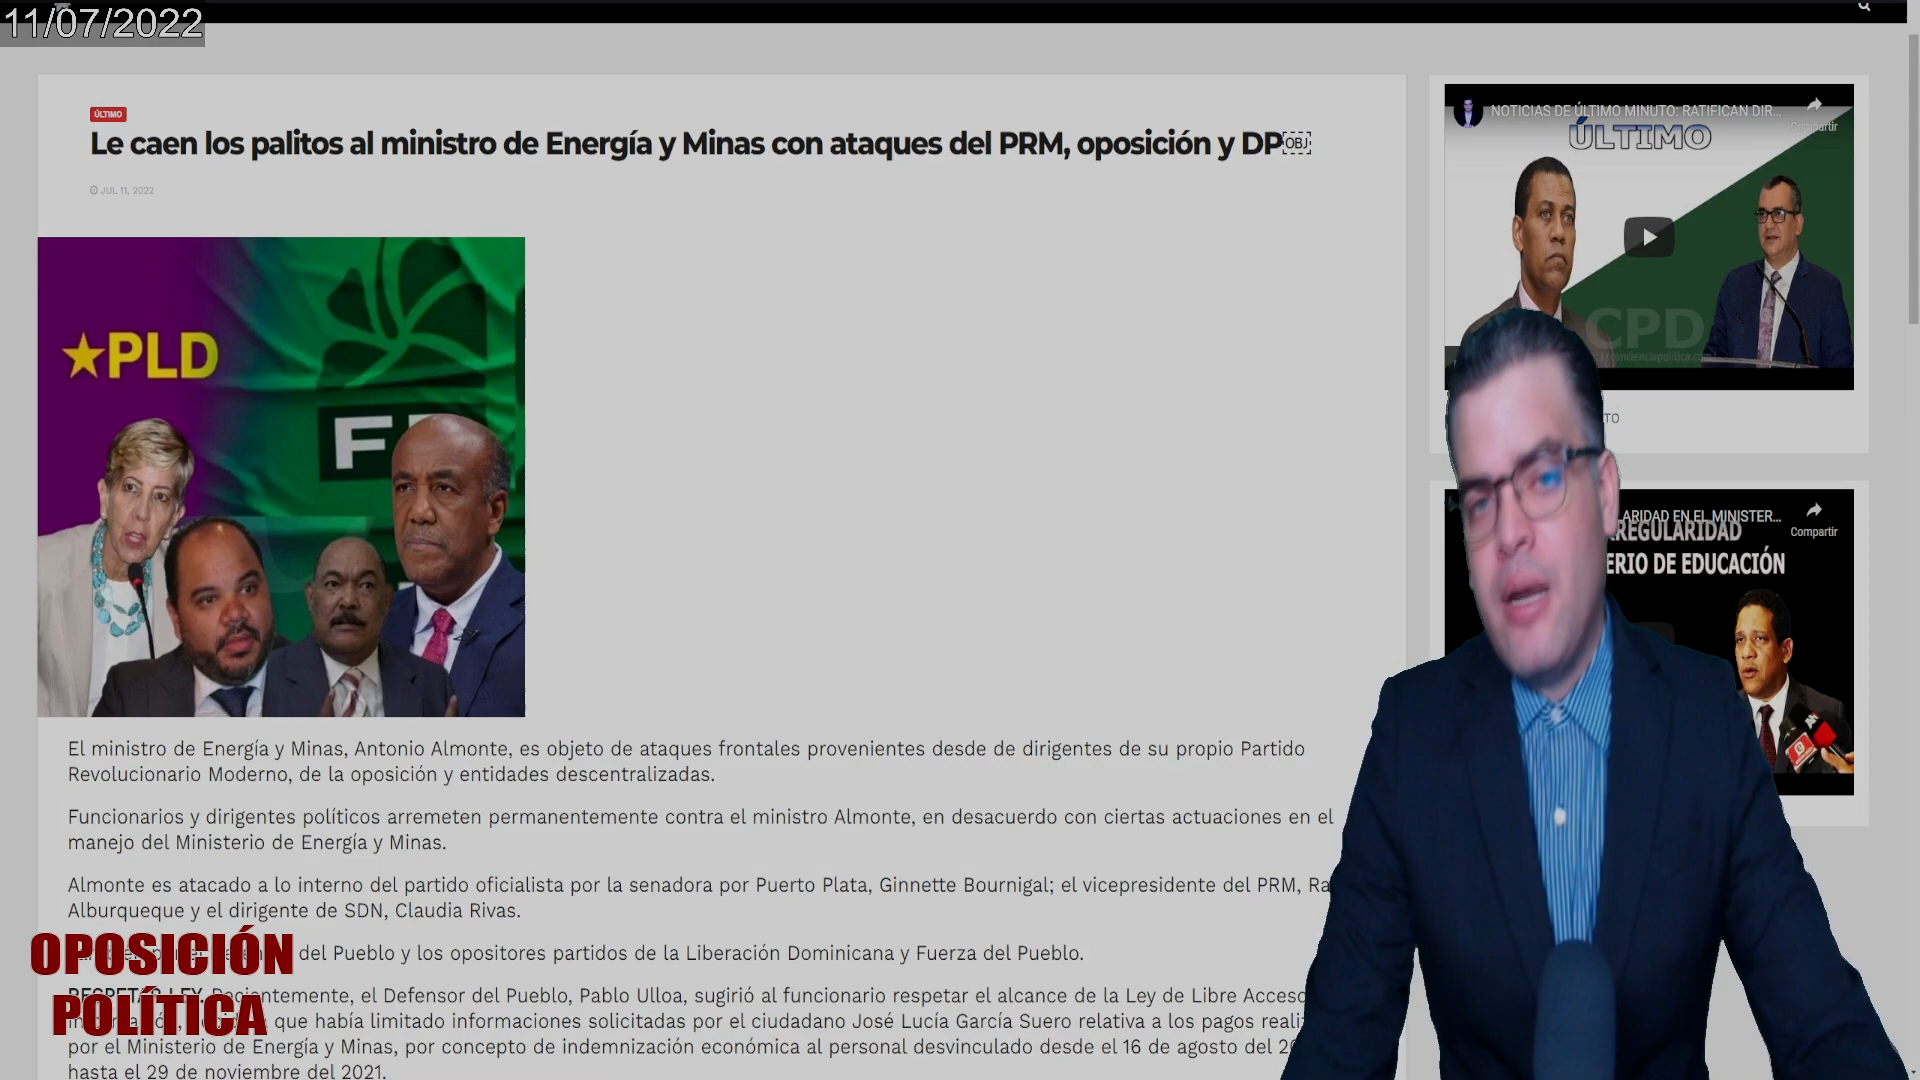 11/07/2022
ÚLTIMO
Le caen los palitos al ministro de Energía y Minas con ataques del PRM, oposición y DP
OBJ
JUL 11, 2022
★PLD
F
El ministro de Energía y Minas, Antonio Almonte, es objeto de ataques frontales provenientes desde de dirigentes de su propio Partido
Revolucionario Moderno, de la oposición y entidades descentralizadas.
Funcionarios y dirigentes políticos arremeten permanentemente contra el ministro Almonte, en desacuerdo con ciertas actuaciones en el
manejo del Ministerio de Energía y Minas.
Almonte es atacado a lo interno del partido oficialista por la senadora por Puerto Plata, Ginnette Bournigal; el vicepresidente del PRM, Ra
Alburqueque y el dirigente de SDN, Claudia Rivas.
del Pueblo y los opositores partidos de la Liberación Dominicana y Fuerza del Pueblo.
LEY. Recientemente, el Defensor del Pueblo, Pablo Ulloa, sugirió al funcionario respetar el alcance de la Ley de Libre Acceso
que había limitado informaciones solicitadas por el ciudadano José Lucía García Suero relativa a los pagos reali
por el Ministerio de Energía y Minas, por concepto de indemnización económica al personal desvinculado desde el 16 de agosto del 20
hasta el 29 de noviembre del 2021.
OPOSICIÓN
POLÍTICA
NOTICIAS DE ÚLTIMO MINUTO: RATIFICAN DIR...
Compartir
ÚLTIMO
CPD
TO
ARIDAD EN EL MINISTER...
Compartir
RREGULARIDAD
ERIO DE EDUCACIÓN